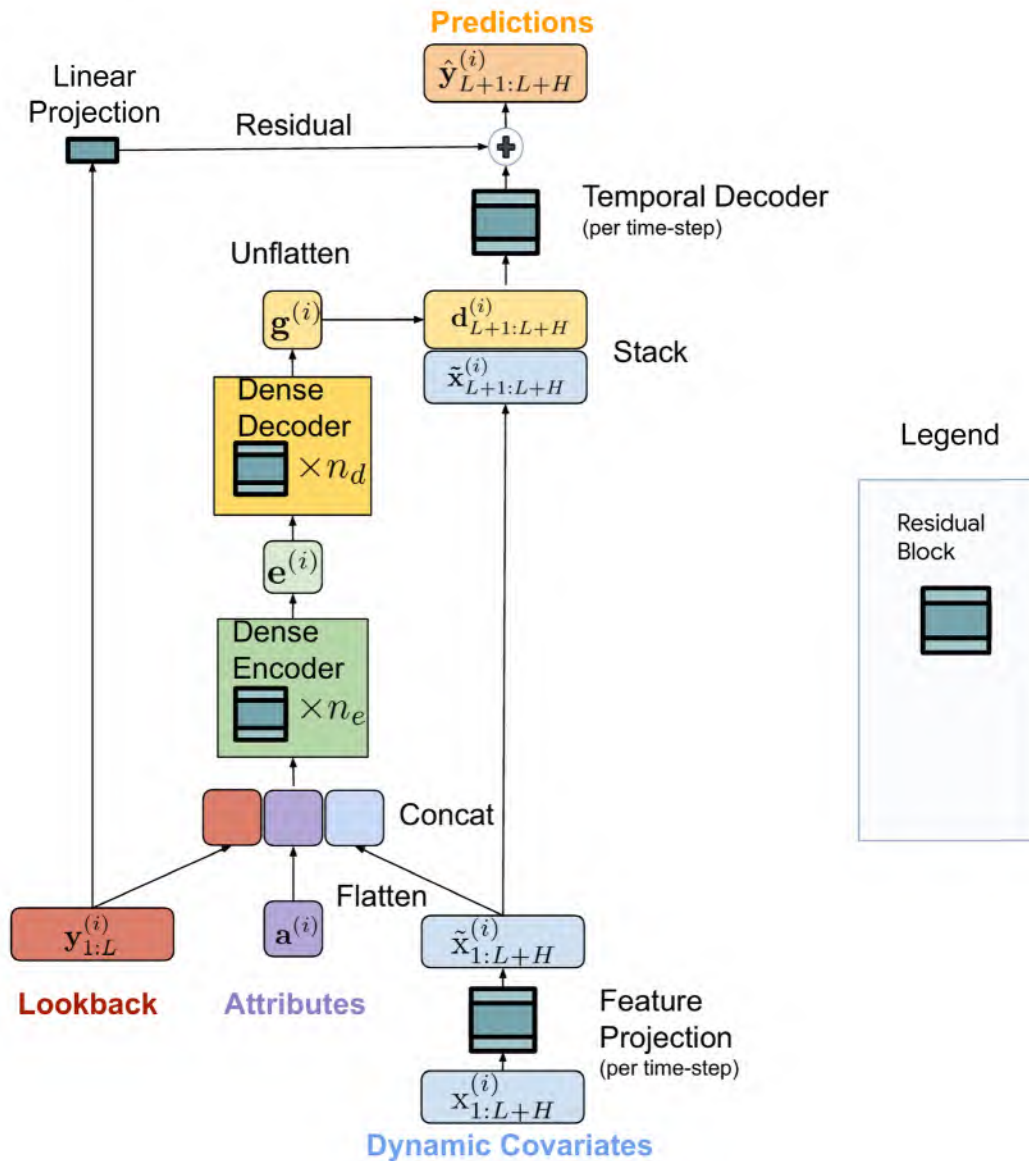 Predictions
ŷ^{(i)}_{L+1:L+H}
Linear
Projection
Residual
Temporal Decoder
(per time-step)
Unflatten
g^{(i)}
d^{(i)}_{L+1:L+H}
Stack
x̃^{(i)}_{L+1:L+H}
Dense
Decoder
×n_d
Legend
Residual
Block
e^{(i)}
Dense
Encoder
×n_e
Concat
Flatten
y^{(i)}_{1:L}
a^{(i)}
x̃^{(i)}_{1:L+H}
Lookback
Attributes
Feature
Projection
(per time-step)
x^{(i)}_{1:L+H}
Dynamic Covariates